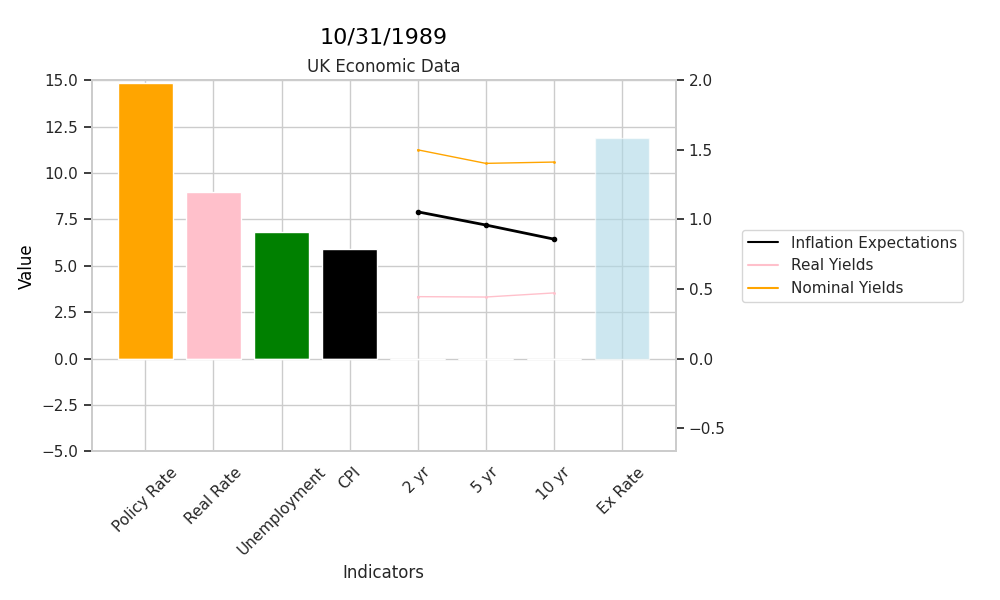 10/31/1989
UK Economic Data
Value
15.0
12.5
10.0
7.5
5.0
2.5
0.0
−2.5
−5.0
2.0
1.5
1.0
0.5
0.0
−0.5
Policy Rate
Real Rate
Unemployment
CPI
2 yr
5 yr
10 yr
Ex Rate
Indicators
Inflation Expectations
Real Yields
Nominal Yields